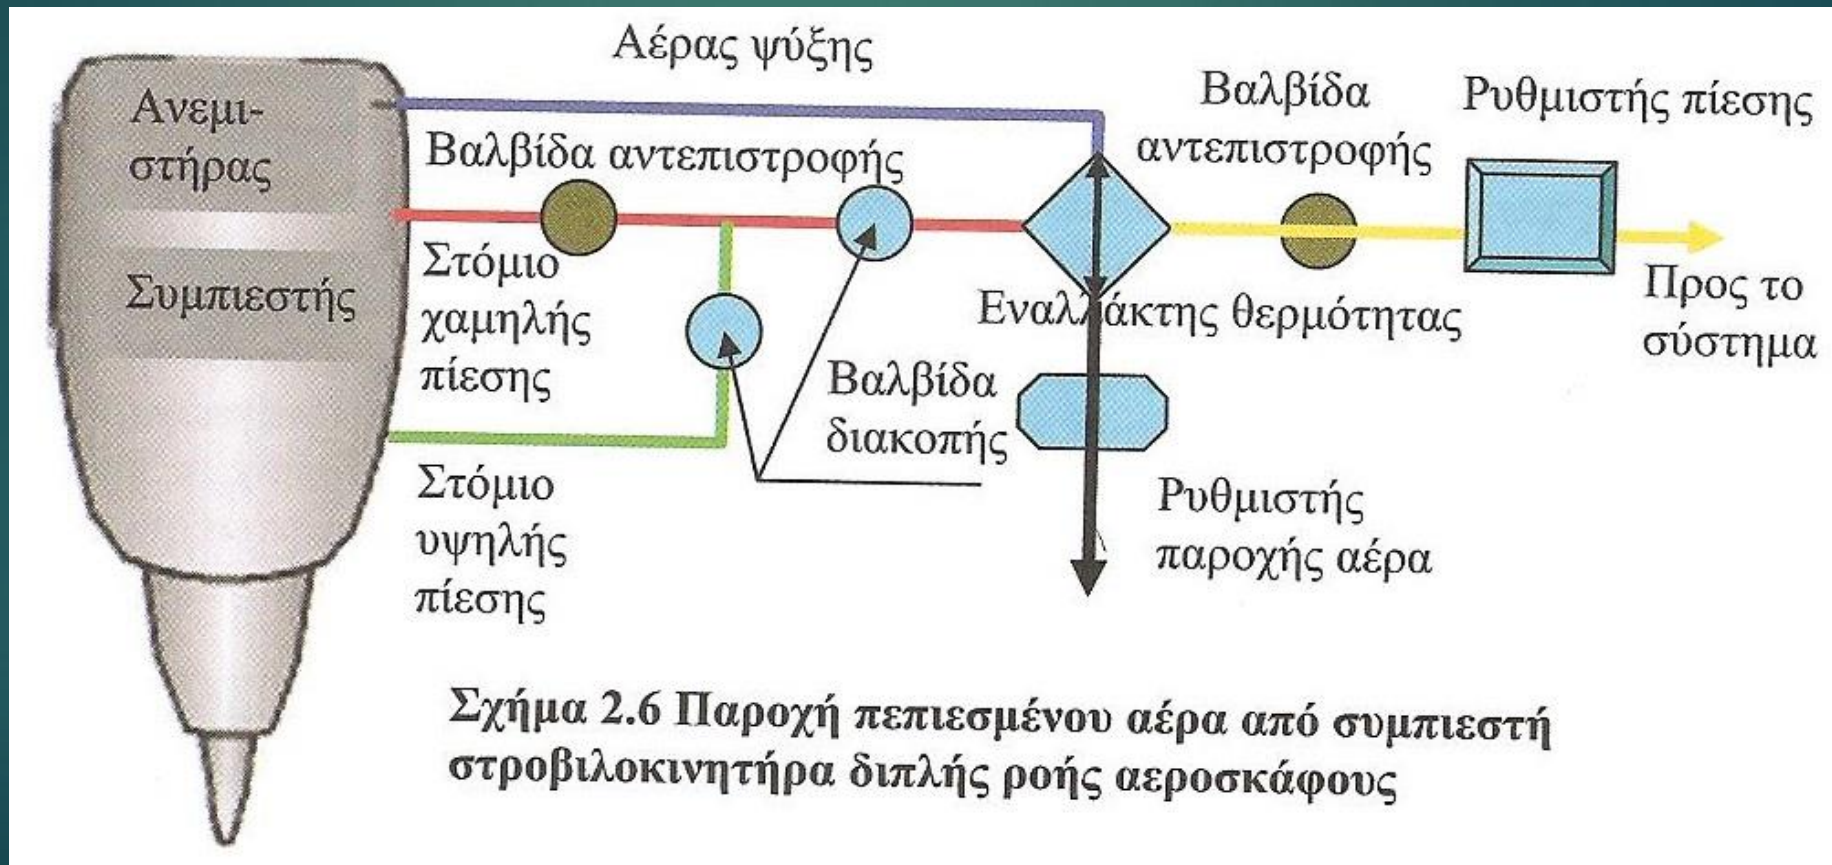 Αέρας ψύξης
Ανεμι-
στήρας
Βαλβίδα αντεπιστροφής
Βαλβίδα
αντεπιστροφής
Ρυθμιστής πίεσης
Συμπιεστής
Στόμιο
χαμηλής
πίεσης
Εναλλάκτης θερμότητας
Προς το
σύστημα
Βαλβίδα
διακοπής
Στόμιο
υψηλής
πίεσης
Ρυθμιστής
παροχής αέρα
Σχήμα 2.6 Παροχή πεπιεσμένου αέρα από συμπιεστή
στροβιλοκινητήρα διπλής ροής αεροσκάφους